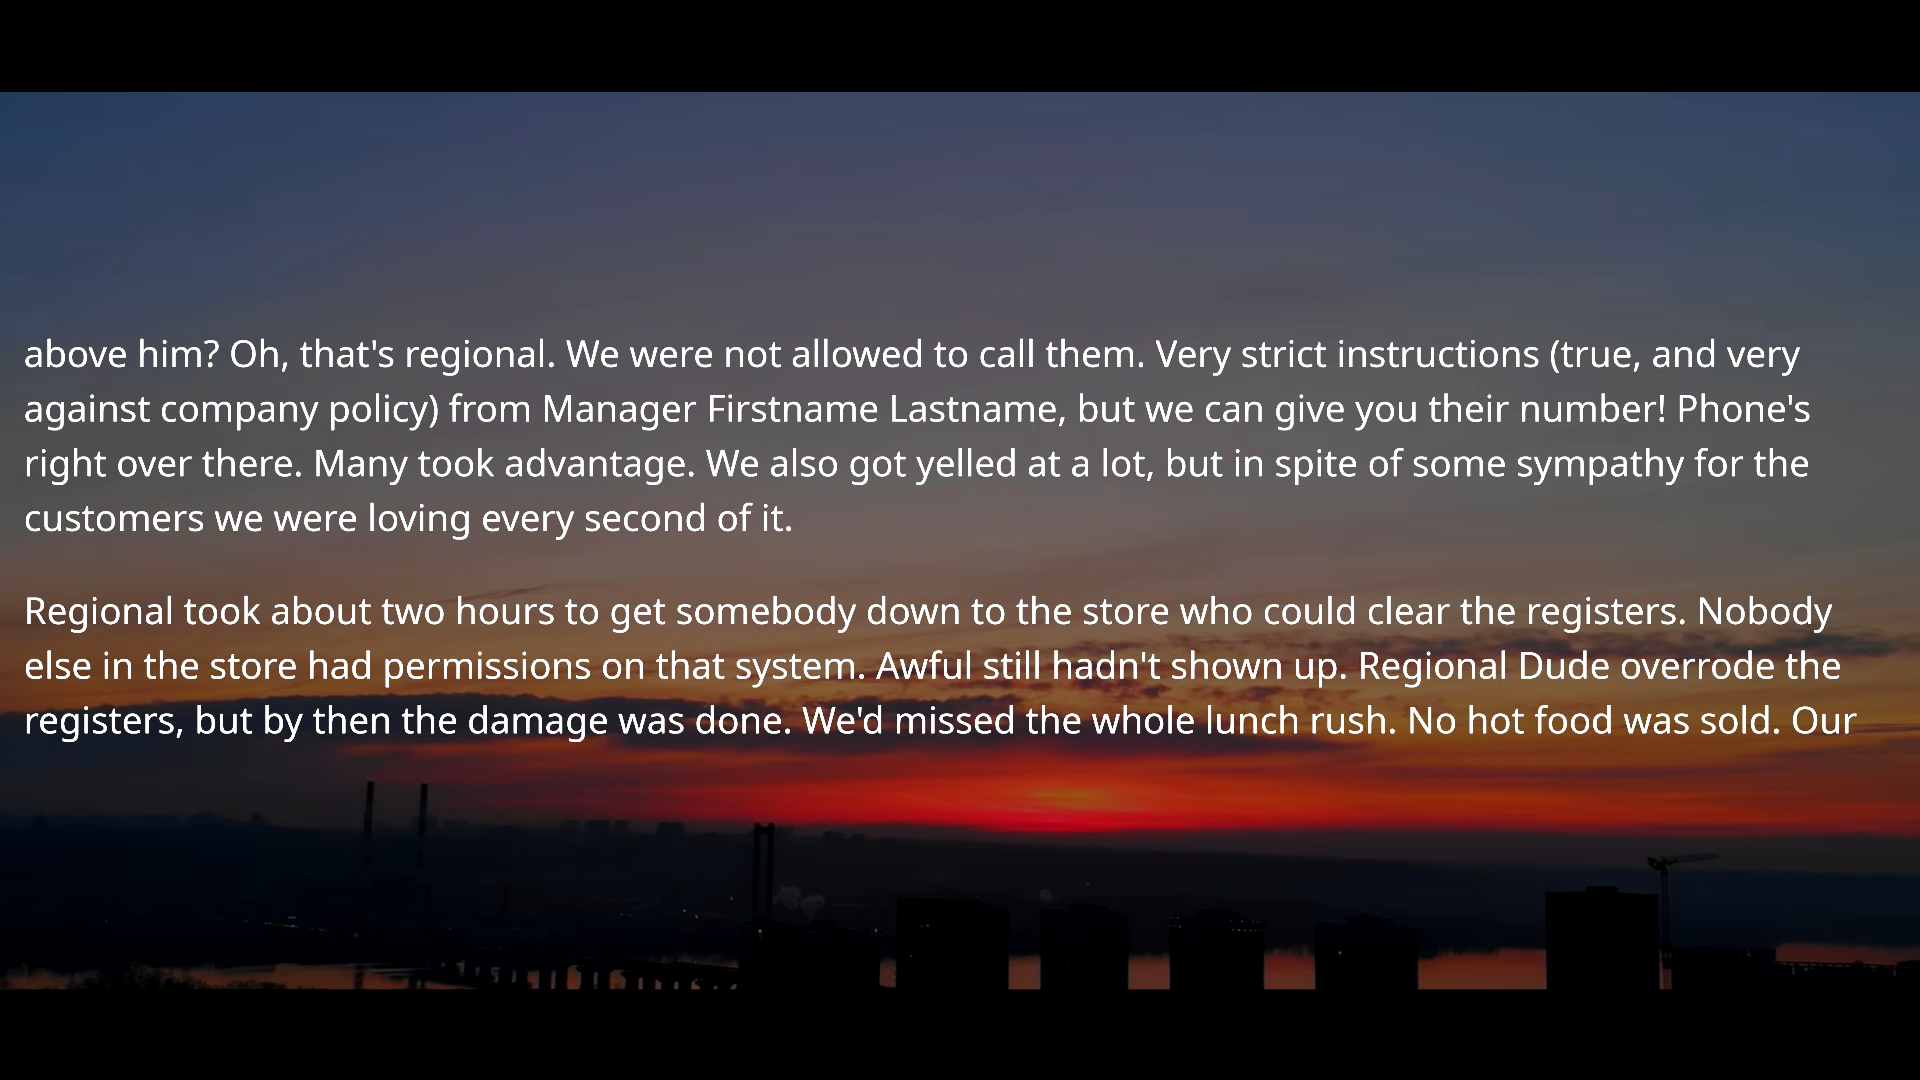 above him? Oh, that's regional. We were not allowed to call them. Very strict instructions (true, and very
against company policy) from Manager Firstname Lastname, but we can give you their number! Phone's
right over there. Many took advantage. We also got yelled at a lot, but in spite of some sympathy for the
customers we were loving every second of it.
Regional took about two hours to get somebody down to the store who could clear the registers. Nobody
else in the store had permissions on that system. Awful still hadn't shown up. Regional Dude overrode the
registers, but by then the damage was done. We'd missed the whole lunch rush. No hot food was sold. Our